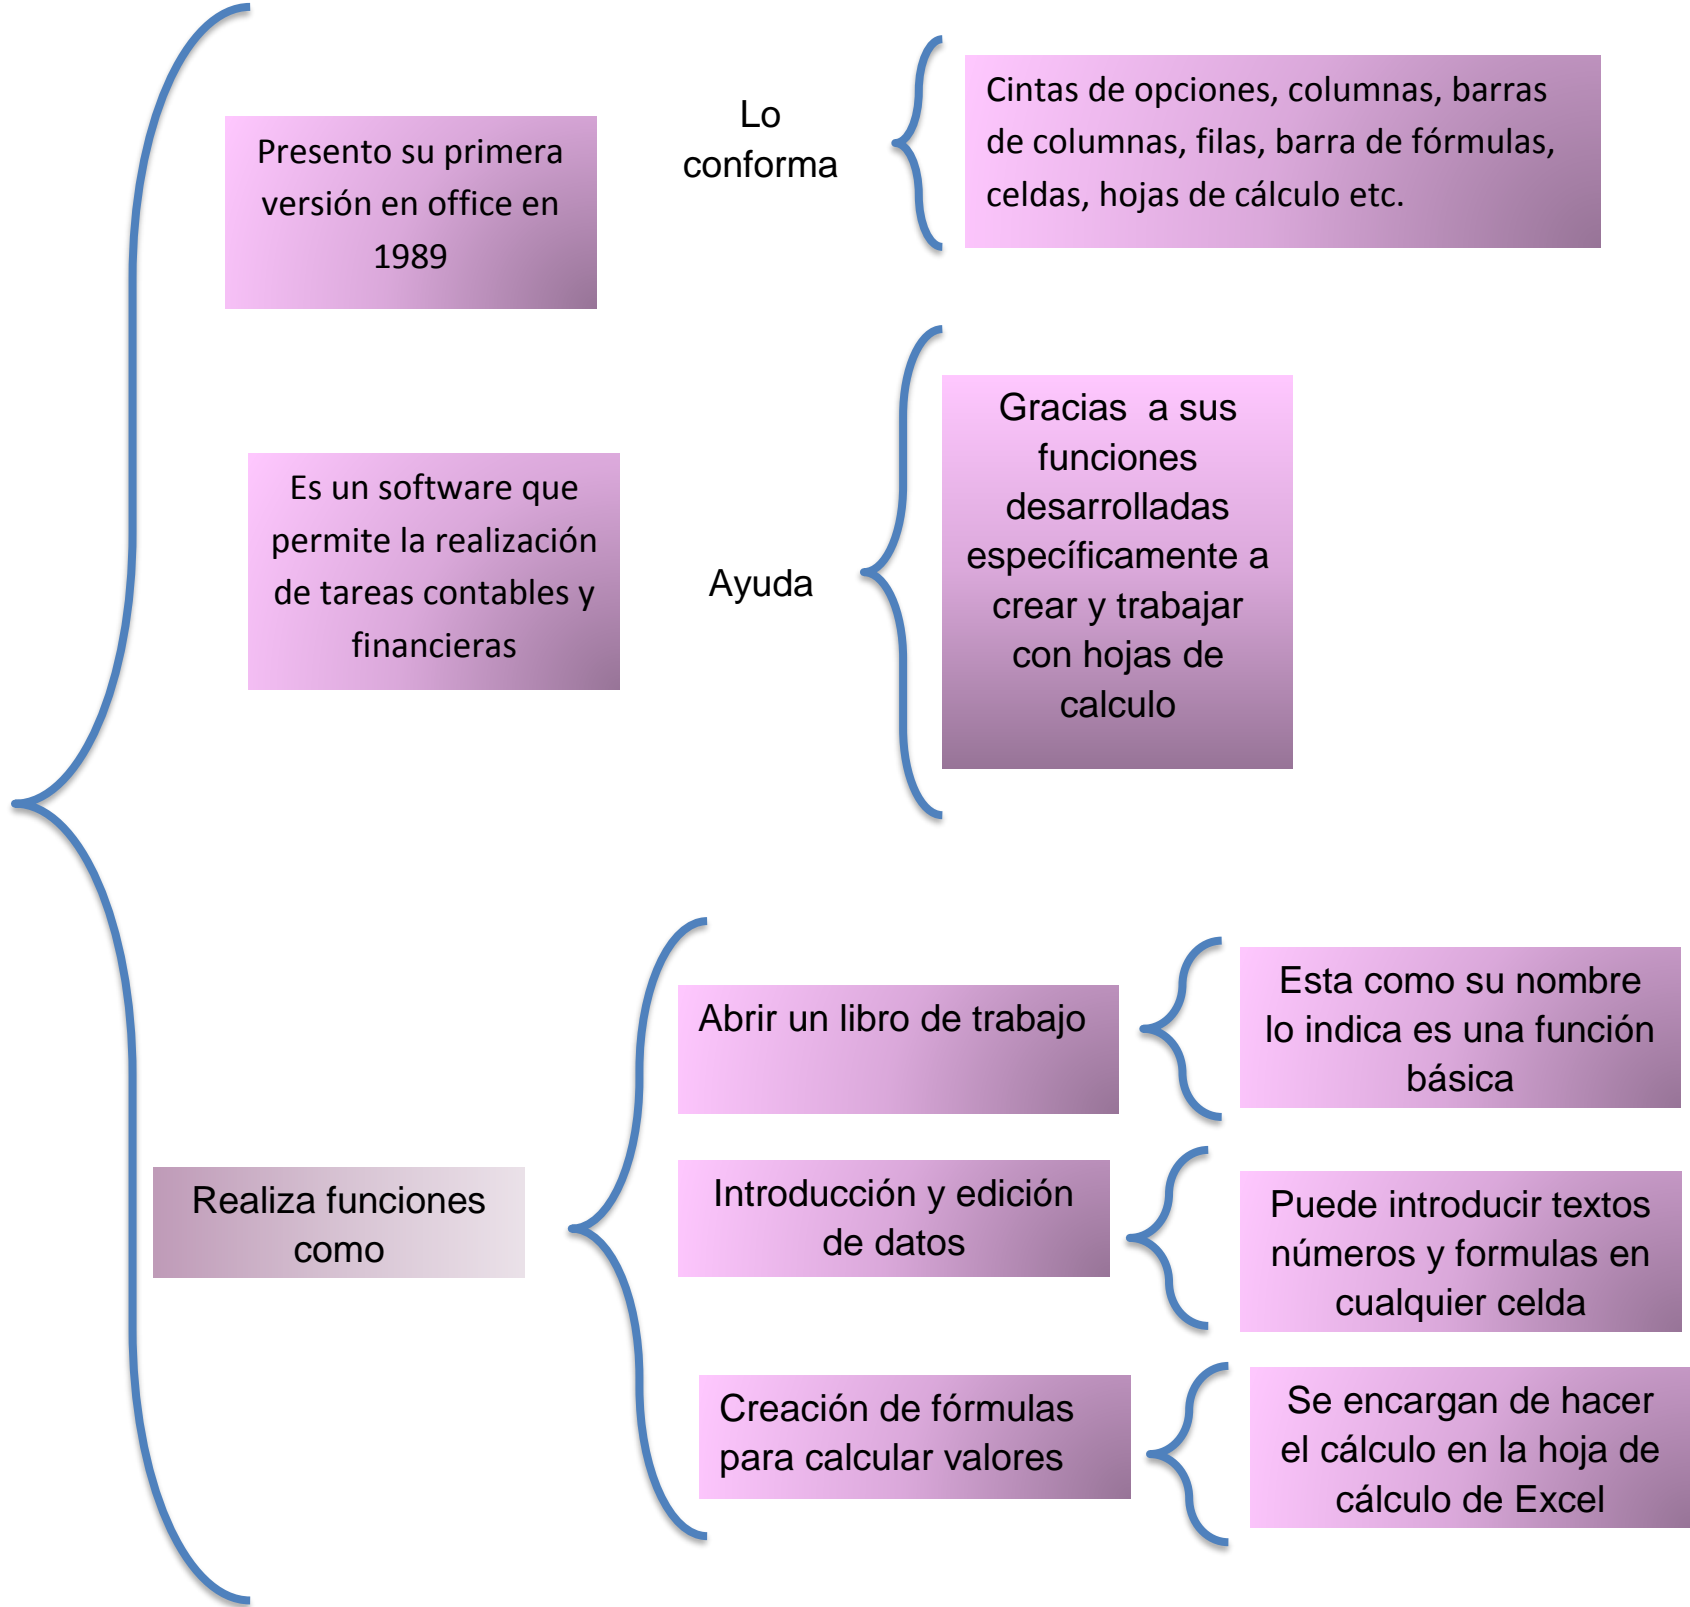 Presento su primera
versión en office en
1989
Lo
conforma
Cintas de opciones, columnas, barras
de columnas, filas, barra de fórmulas,
celdas, hojas de cálculo etc.
Es un software que
permite la realización
de tareas contables y
financieras
Ayuda
Gracias  a sus
funciones
desarrolladas
específicamente a
crear y trabajar
con hojas de
calculo
Realiza funciones
como
Abrir un libro de trabajo
Esta como su nombre
lo indica es una función
básica
Introducción y edición
de datos
Puede introducir textos
números y formulas en
cualquier celda
Creación de fórmulas
para calcular valores
Se encargan de hacer
el cálculo en la hoja de
cálculo de Excel